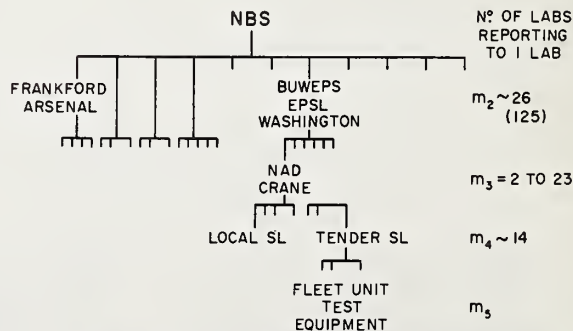 NBS
Nº OF LABS
REPORTING
TO 1 LAB
FRANKFORD
ARSENAL
BUWEPS
EPSL
WASHINGTON
m₂ ~ 26
(125)
NAD
CRANE
m₃ = 2 TO 23
LOCAL SL
TENDER SL
m₄ ~ 14
FLEET UNIT
TEST
EQUIPMENT
m₅